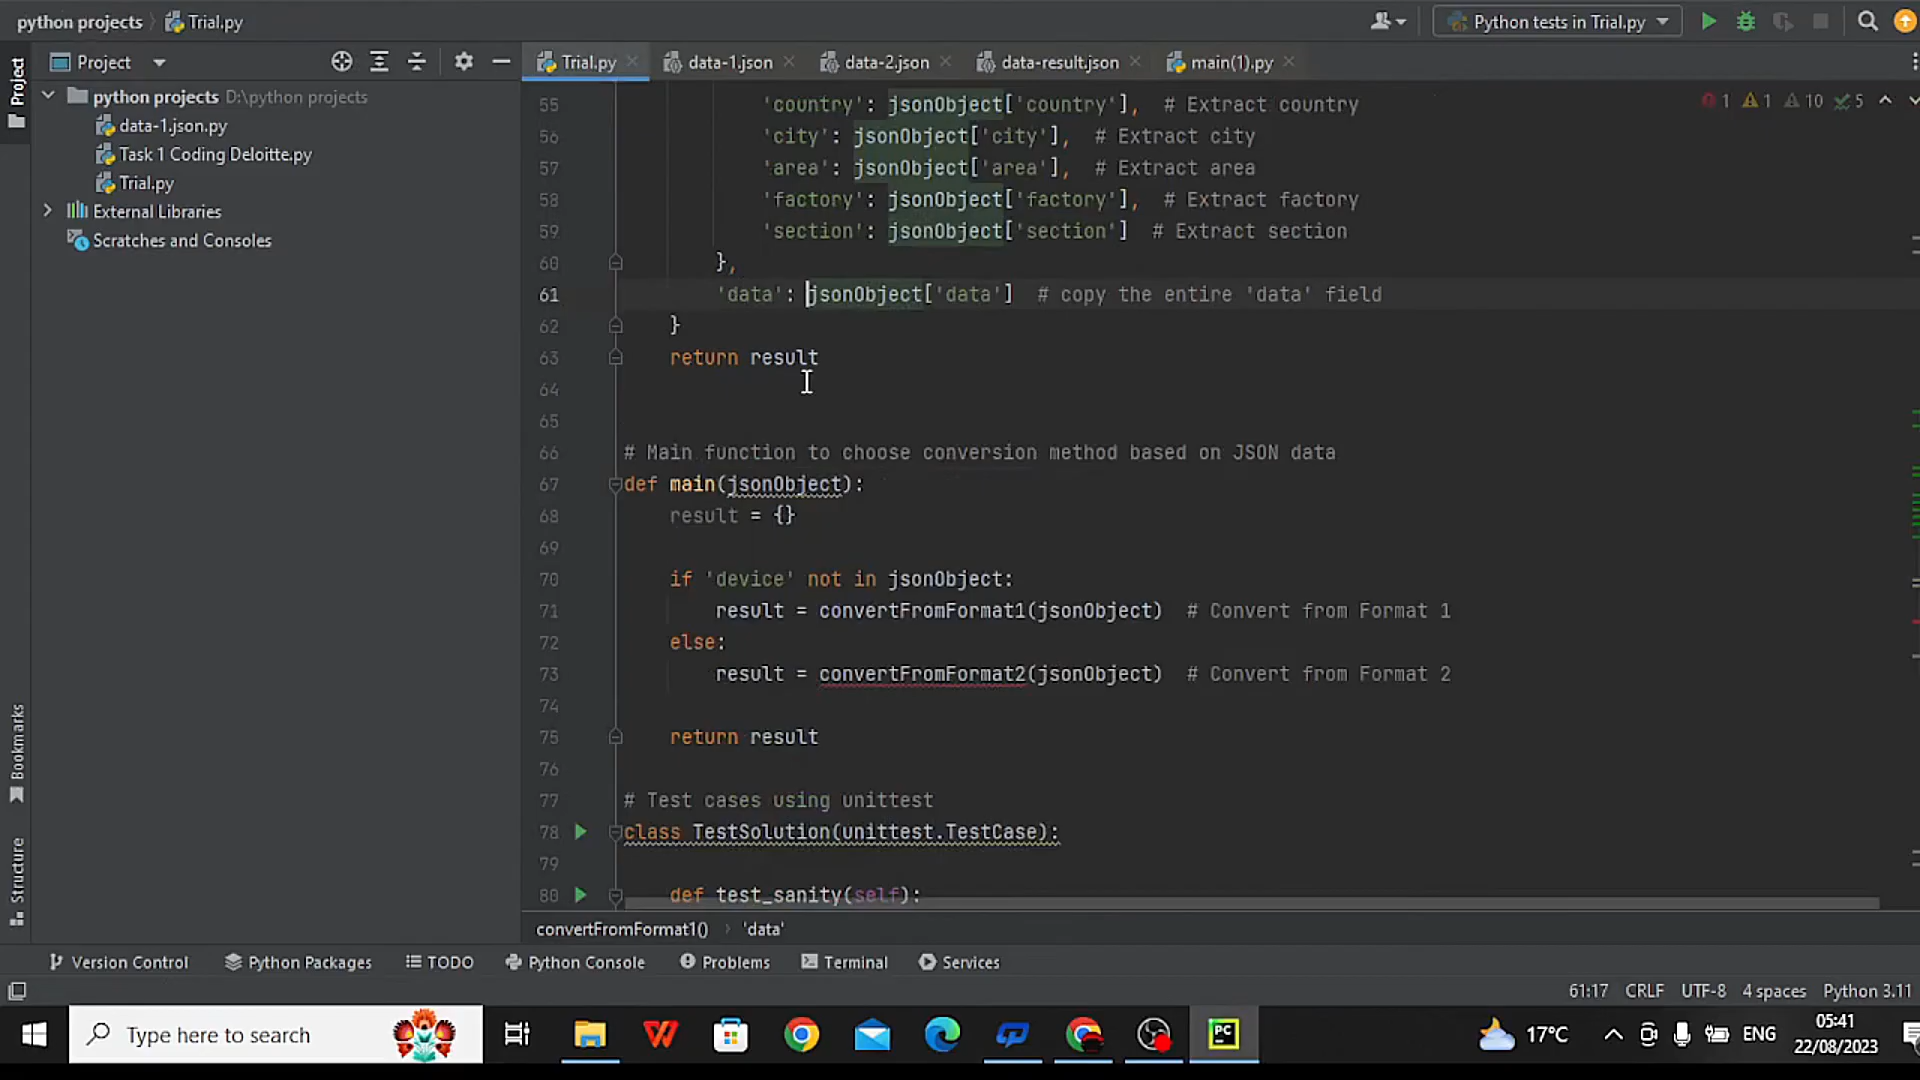 python projects > Trial.py
Python tests in Trial.py
Project
Project
Trial.py
data-1.json
data-2.json
data-result.json
main(1).py
python projects D:\python projects
data-1.json.py
Task 1 Coding Deloitte.py
Trial.py
External Libraries
Scratches and Consoles
1 1 10 5
55 'country': jsonObject['country'], # Extract country
56 'city': jsonObject['city'], # Extract city
57 'area': jsonObject['area'], # Extract area
58 'factory': jsonObject['factory'], # Extract factory
59 'section': jsonObject['section'] # Extract section
60 },
61 'data': jsonObject['data'] # copy the entire 'data' field
62 }
63 return result
64
65
66 # Main function to choose conversion method based on JSON data
67 def main(jsonObject):
68 result = {}
69
70 if 'device' not in jsonObject:
71 result = convertFromFormat1(jsonObject) # Convert from Format 1
72 else:
73 result = convertFromFormat2(jsonObject) # Convert from Format 2
74
75 return result
76
77 # Test cases using unittest
78 class TestSolution(unittest.TestCase):
79
80 def test_sanity(self):
convertFromFormat1() > 'data'
Bookmarks
Structure
Version Control
Python Packages
TODO
Python Console
Problems
Terminal
Services
61:17 CRLF UTF-8 4 spaces Python 3.11
Type here to search
PC
17°C
ENG
05:41
22/08/2023